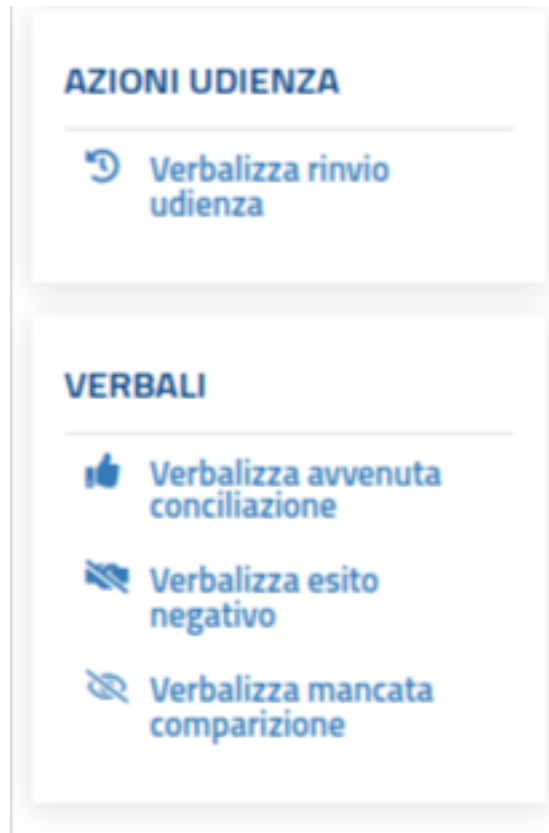 AZIONI UDIENZA
Verbalizza rinvio
udienza
VERBALI
Verbalizza avvenuta
conciliazione
Verbalizza esito
negativo
Verbalizza mancata
comparizione